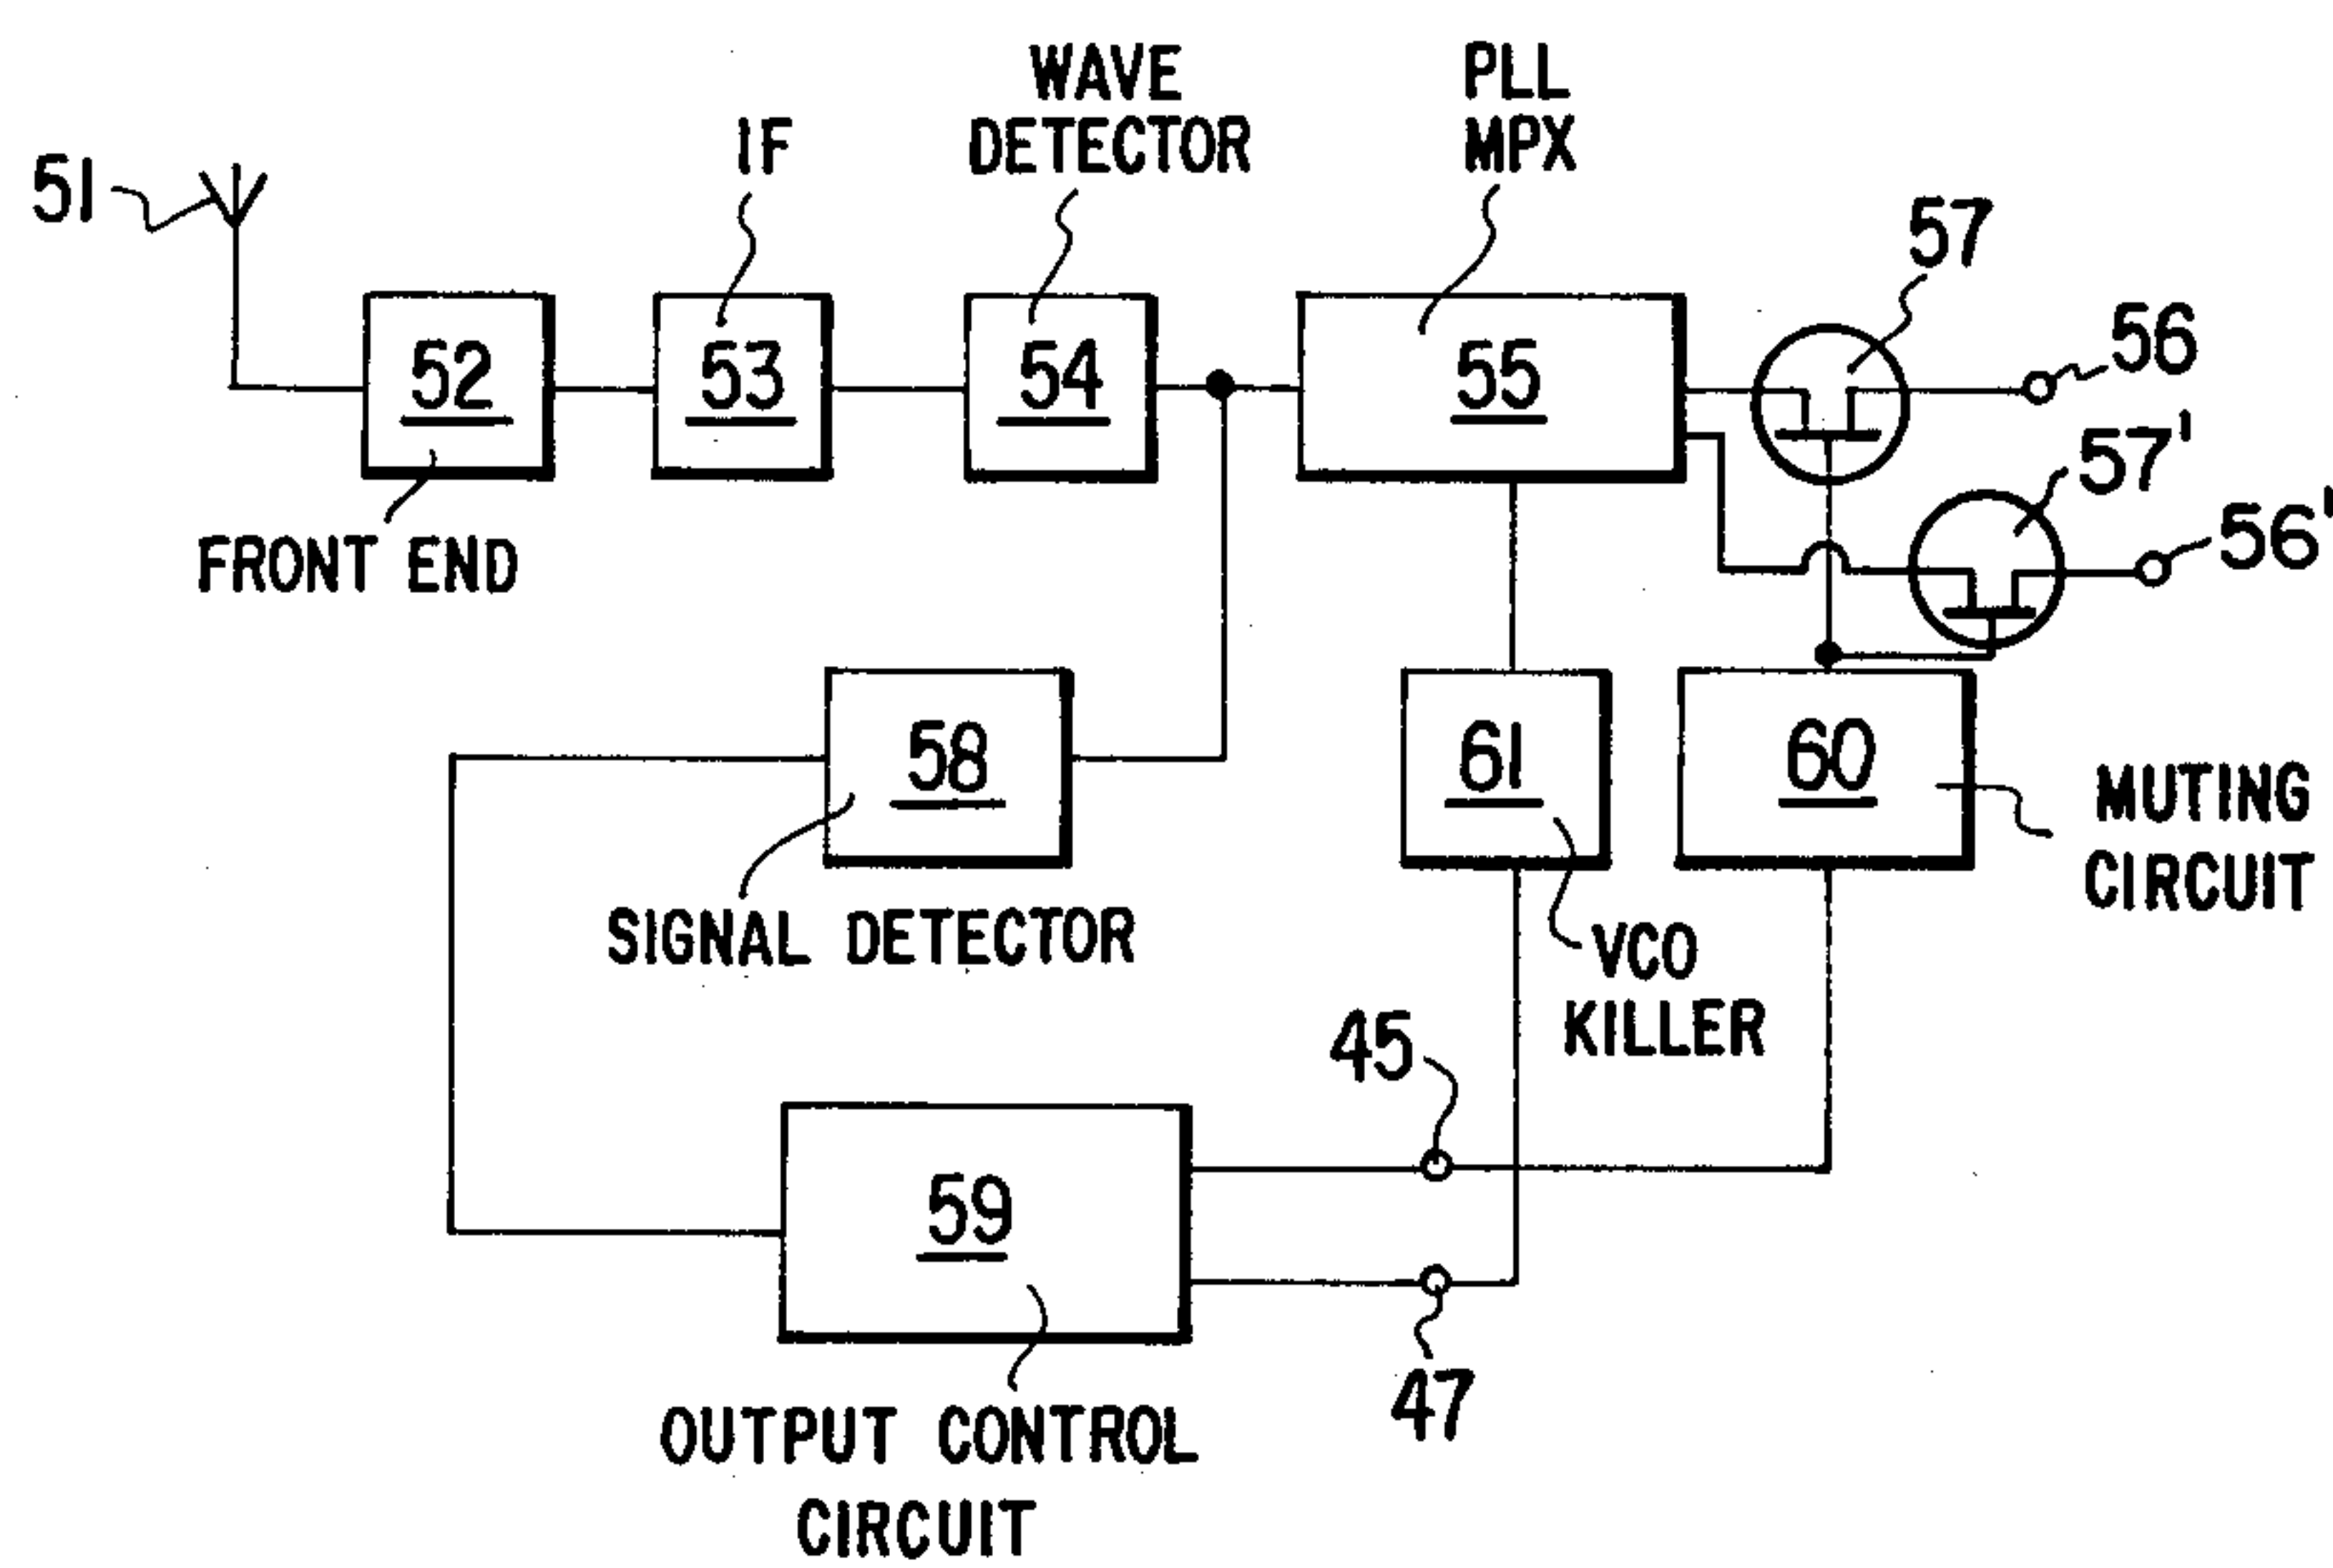 WAVE
DETECTOR
PLL
MPX
IF
51
57
56
52
53
54
55
57'
56'
FRONT END
58
61
60
MUTING
CIRCUIT
SIGNAL DETECTOR
VCO
KILLER
45
59
47
OUTPUT CONTROL
CIRCUIT